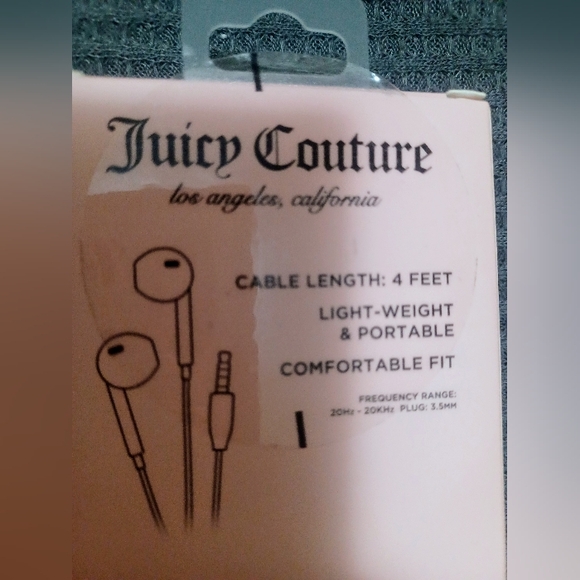 Juicy Couture
los angeles, california
CABLE LENGTH: 4 FEET
LIGHT-WEIGHT
& PORTABLE
COMFORTABLE FIT
FREQUENCY RANGE:
20Hz - 20KHz PLUG: 3.5MM